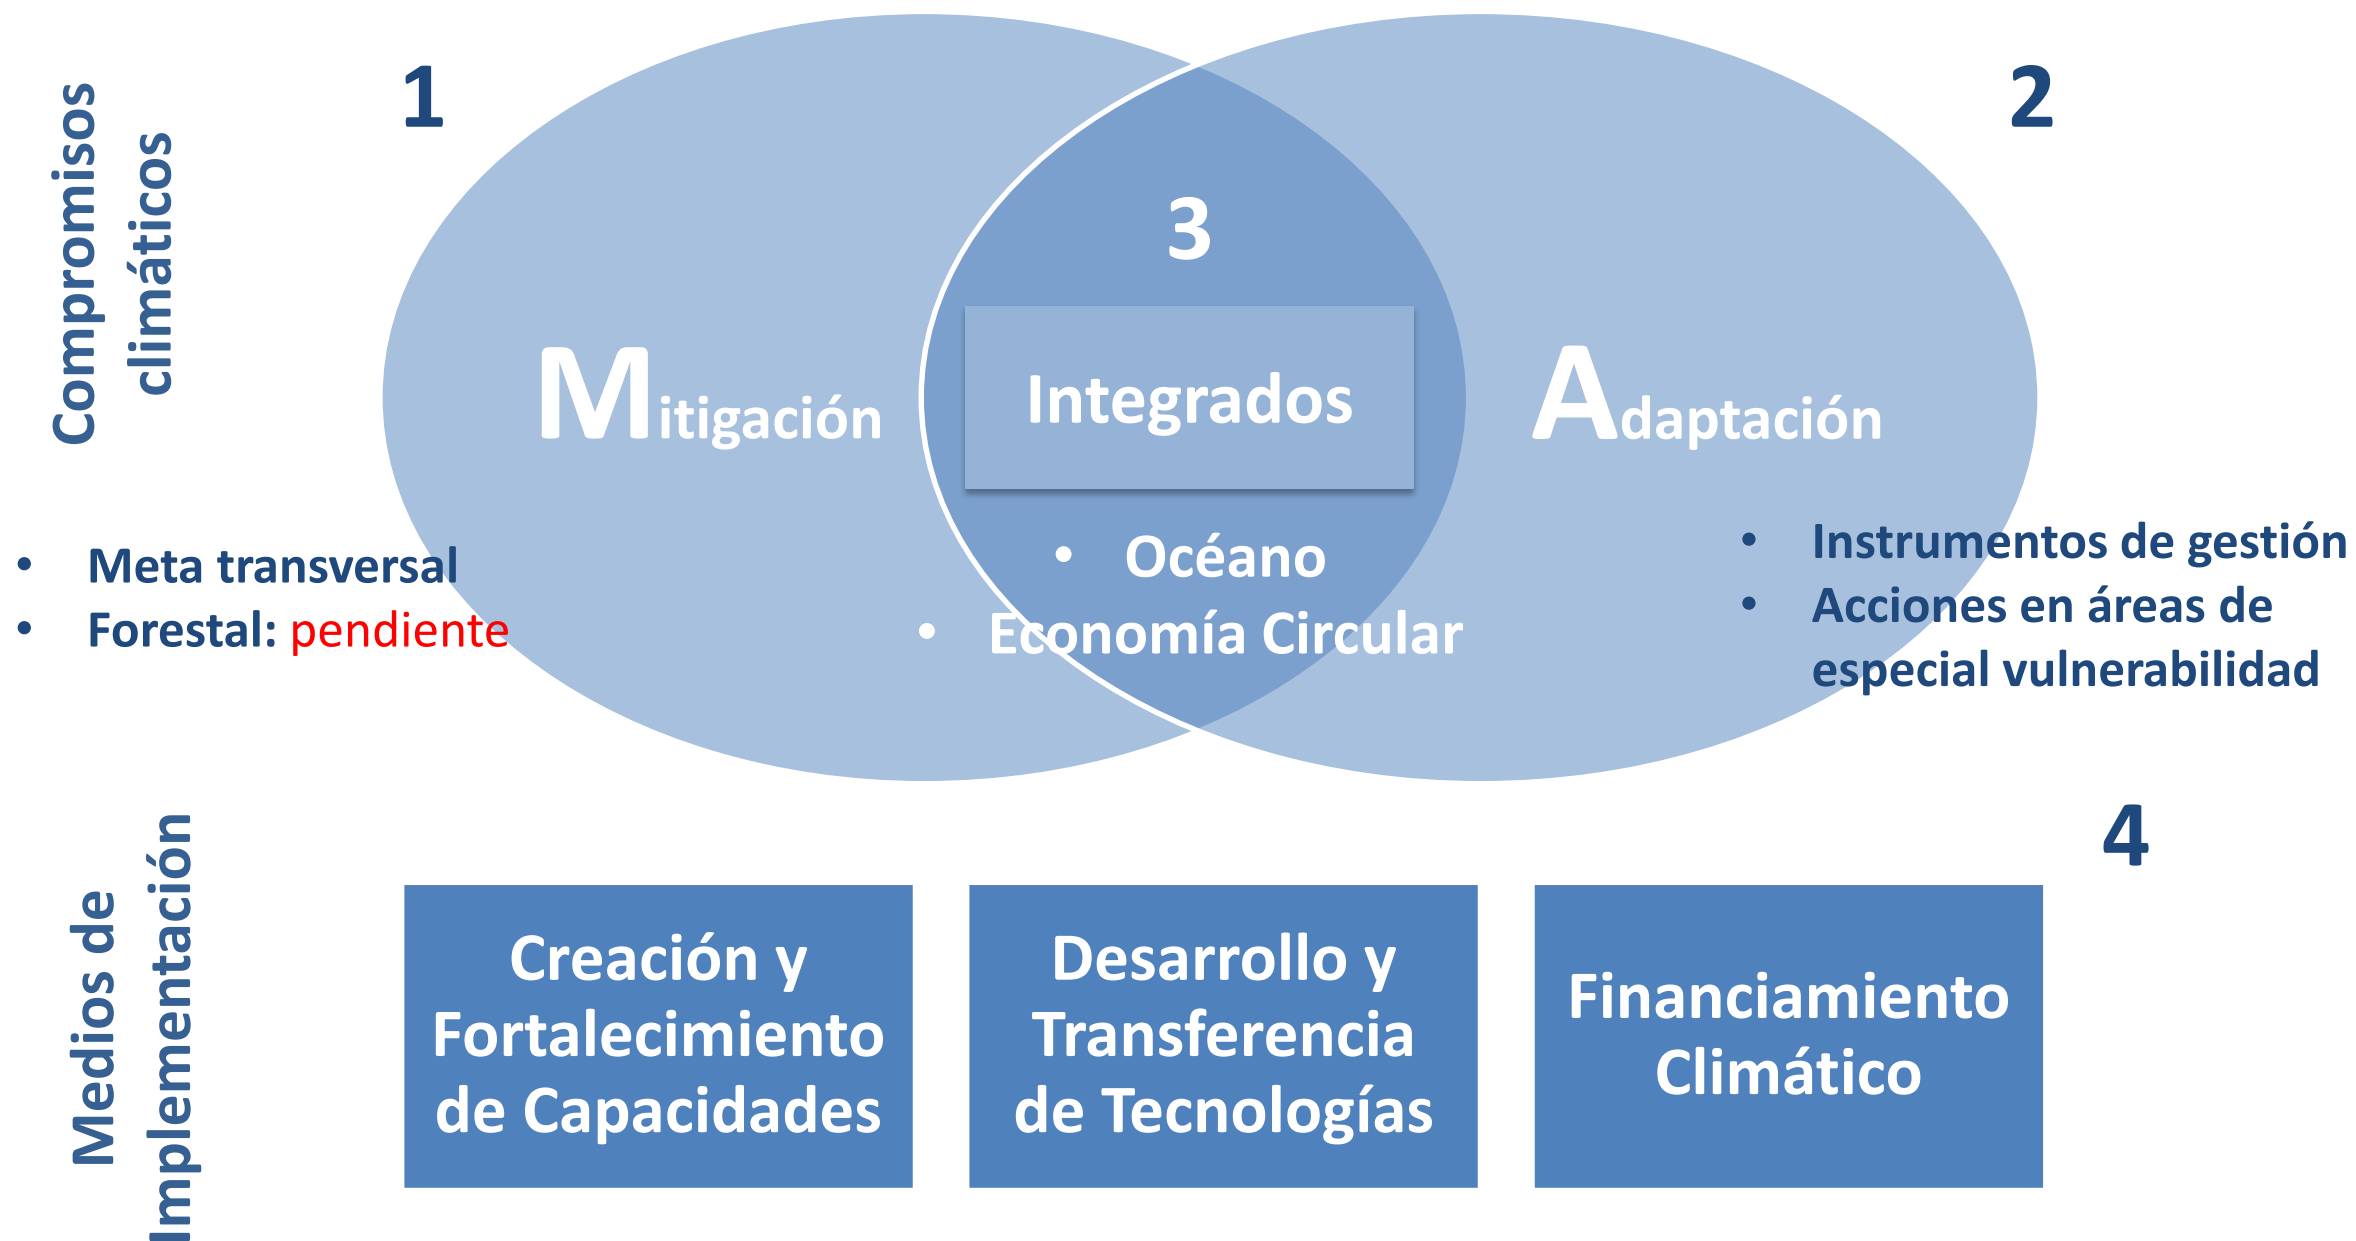 Compromisos
climáticos
1
2
3
Mitigación
Integrados
Adaptación
• Meta transversal
• Forestal: pendiente
• Océano
• Economía Circular
• Instrumentos de gestión
• Acciones en áreas de
especial vulnerabilidad
Medios de
Implementación
4
Creación y
Fortalecimiento
de Capacidades
Desarrollo y
Transferencia
de Tecnologías
Financiamiento
Climático